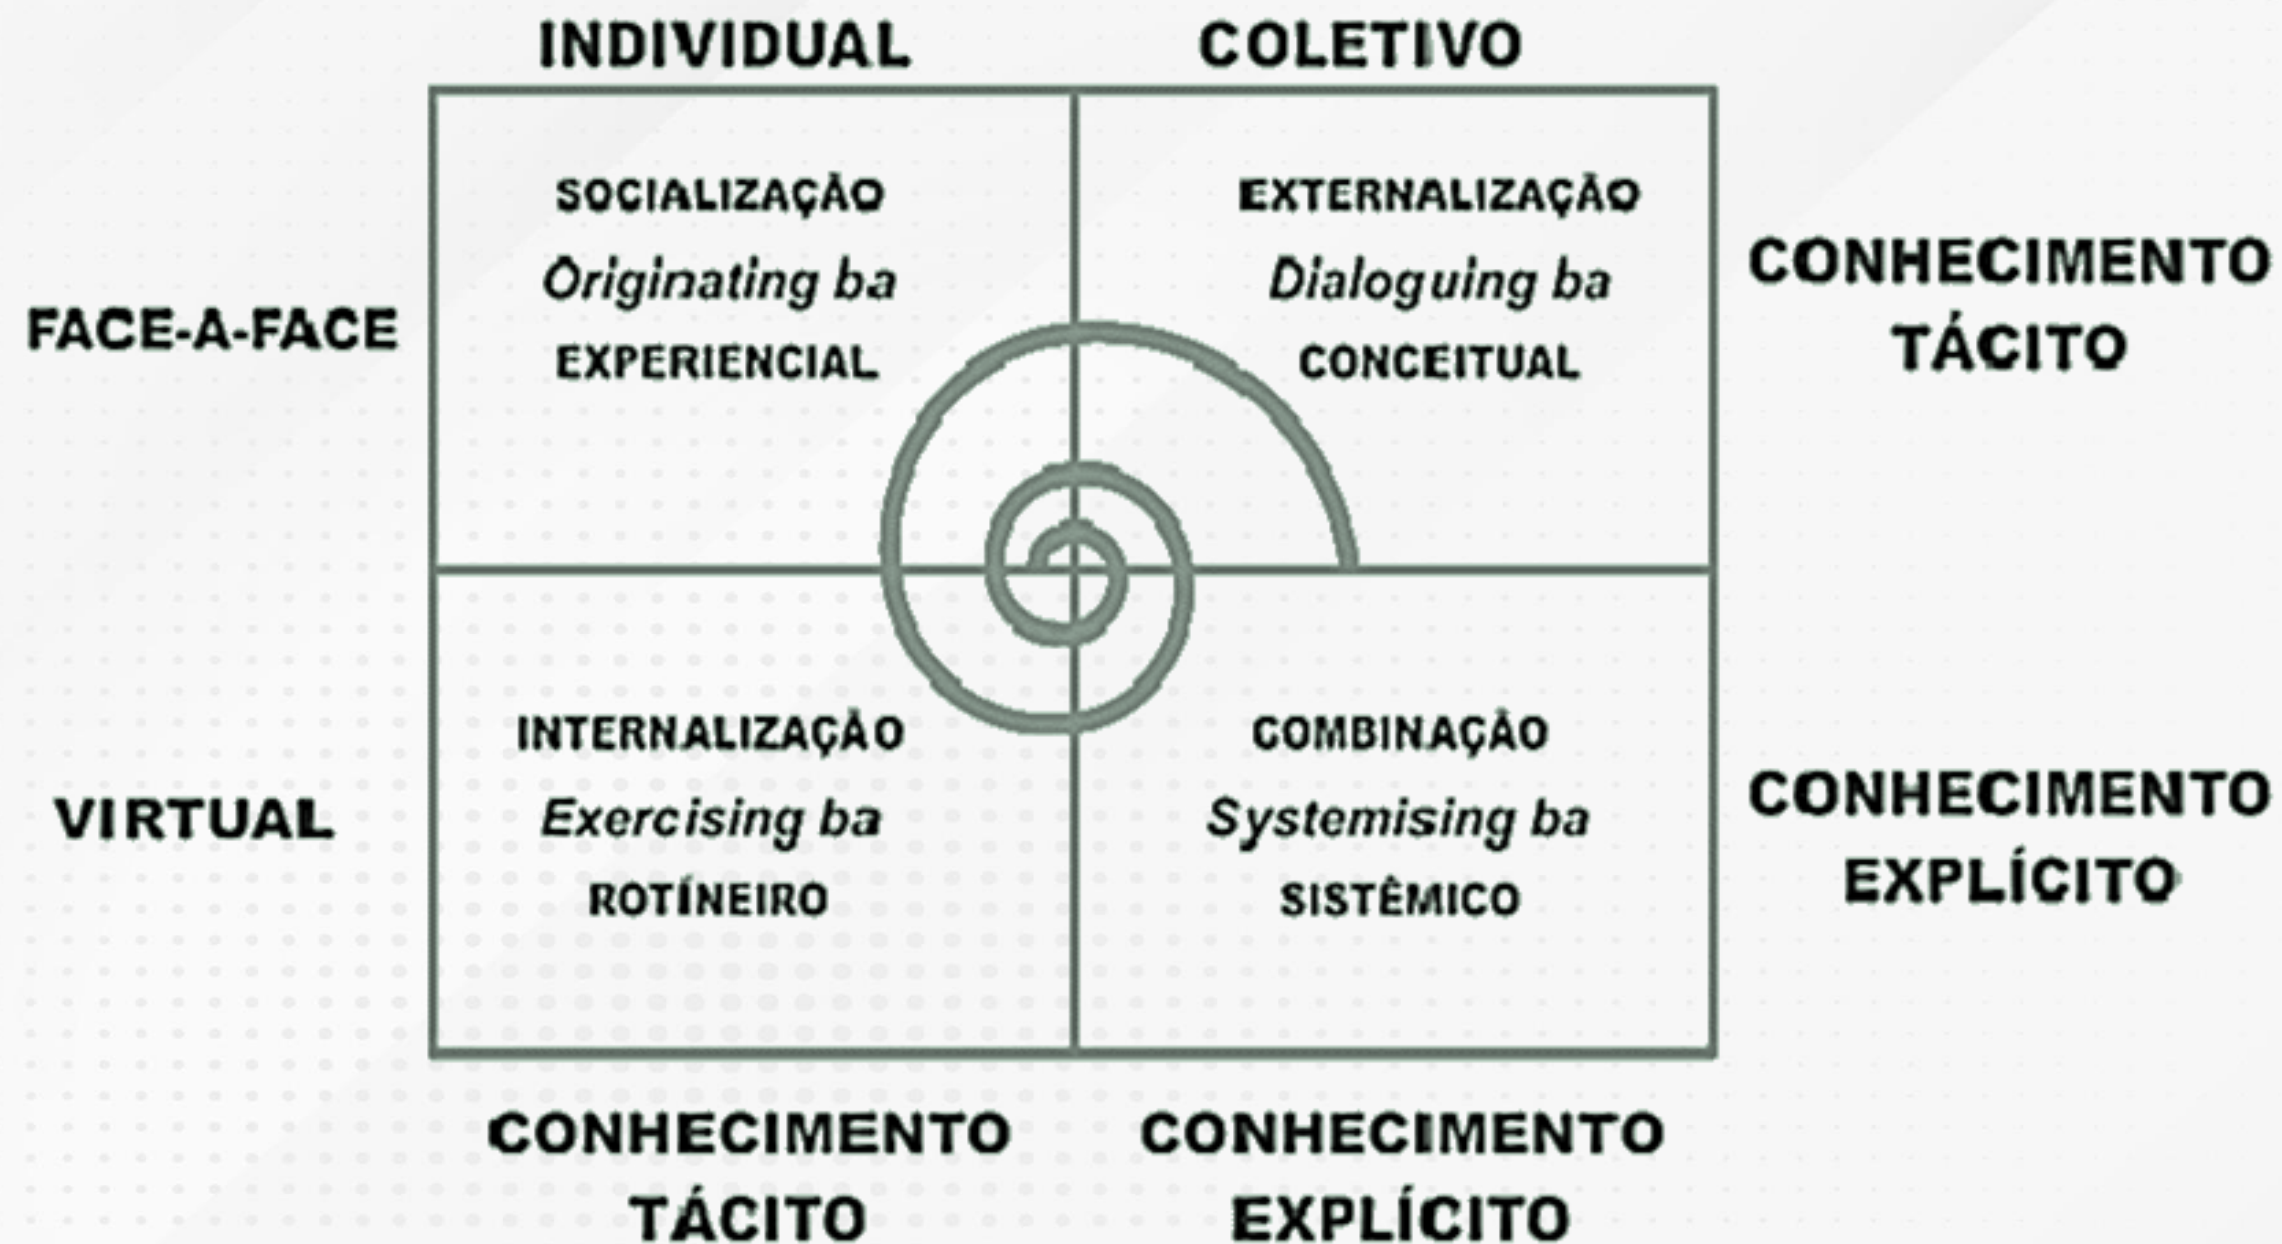 INDIVIDUAL COLETIVO
SOCIALIZAÇÃO
Originating ba
EXPERIENCIAL
EXTERNALIZAÇÃO
Dialoguing ba
CONCEITUAL
FACE-A-FACE
CONHECIMENTO
TÁCITO
INTERNALIZAÇÃO
Exercising ba
ROTÍNEIRO
COMBINAÇÃO
Systemising ba
SISTÊMICO
VIRTUAL
CONHECIMENTO
EXPLÍCITO
CONHECIMENTO
TÁCITO
CONHECIMENTO
EXPLÍCITO